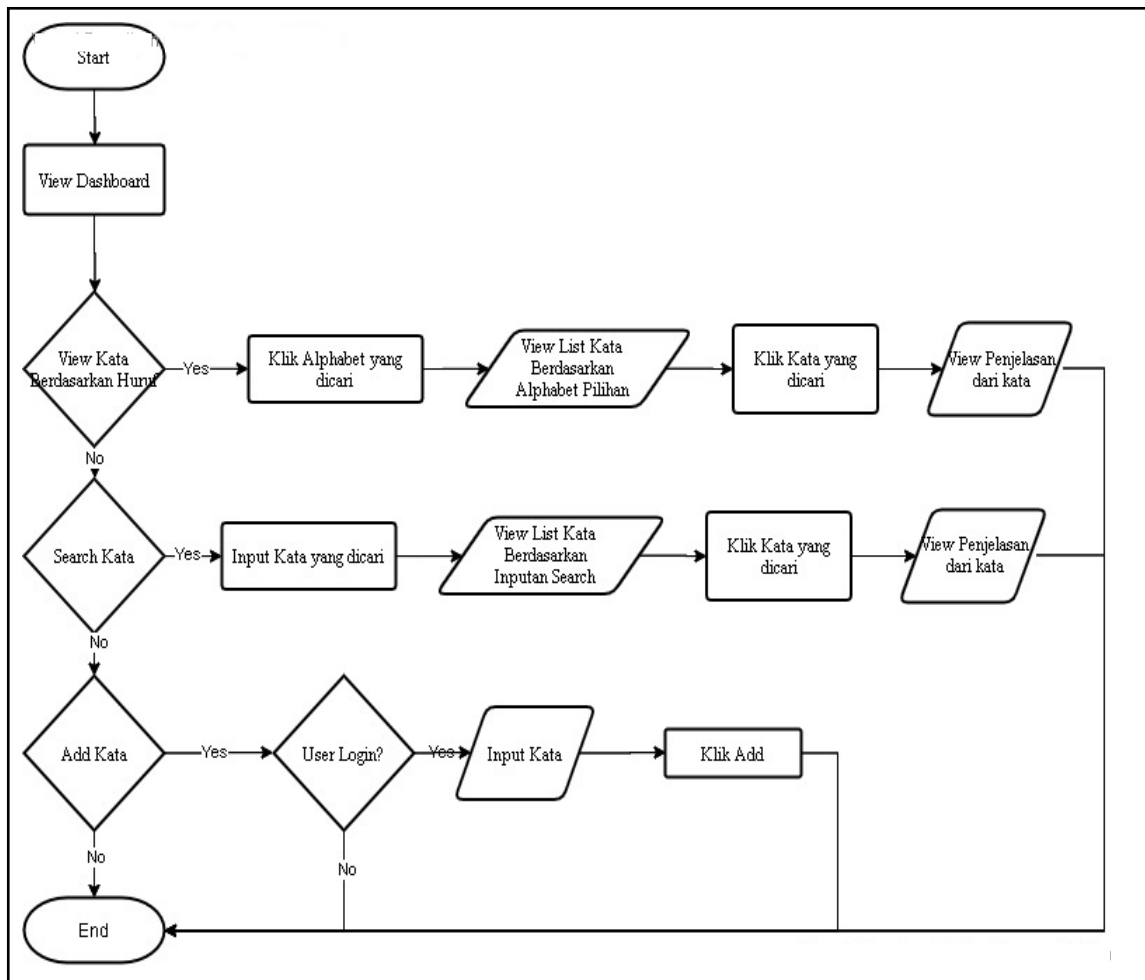 Start
View Dashboard
View Kata
Berdasarkan Huruf
Yes
Klik Alphabet yang
dicari
View List Kata
Berdasarkan
Alphabet Pilihan
Klik Kata yang
dicari
View Penjelasan
dari kata
No
Search Kata
Yes
Input Kata yang dicari
View List Kata
Berdasarkan
Inputan Search
Klik Kata yang
dicari
View Penjelasan
dari kata
No
Add Kata
Yes
User Login?
Yes
Input Kata
Klik Add
No
No
End